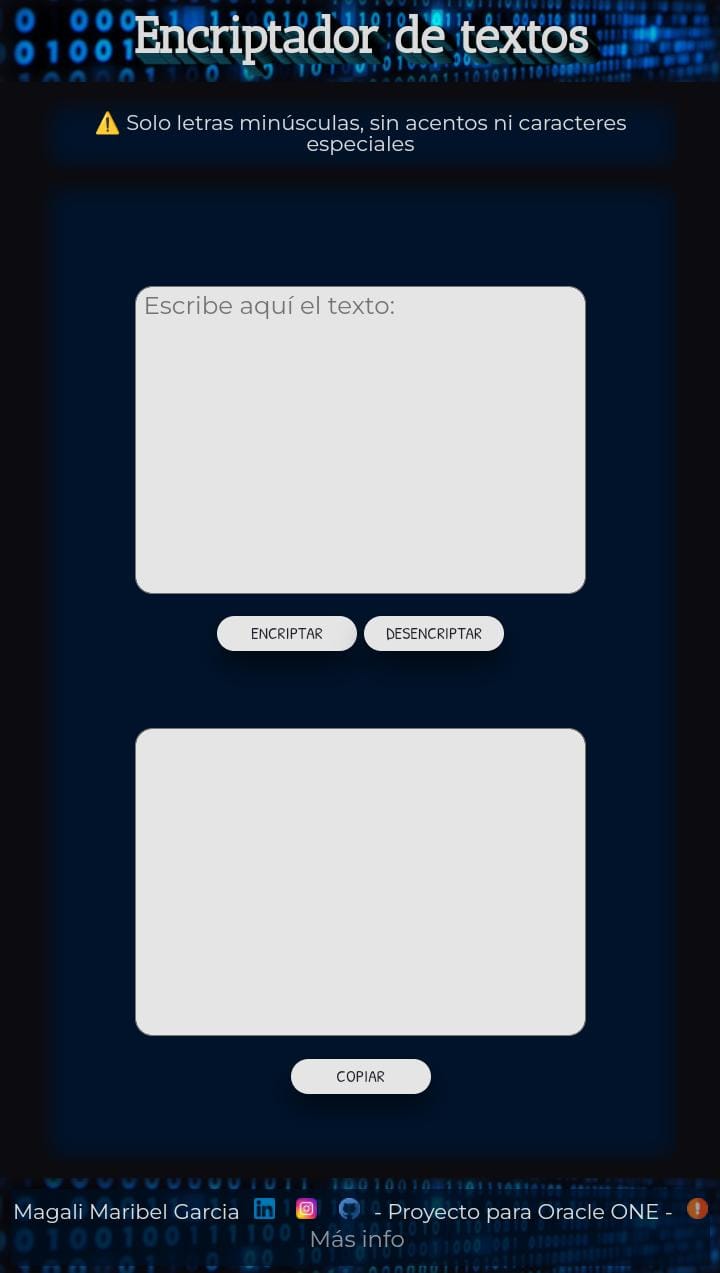 Encriptador de textos
⚠️ Solo letras minúsculas, sin acentos ni caracteres
especiales
Escribe aquí el texto:
ENCRIPTAR DESENCRIPTAR
COPIAR
Magali Maribel Garcia - Proyecto para Oracle ONE -
Más info